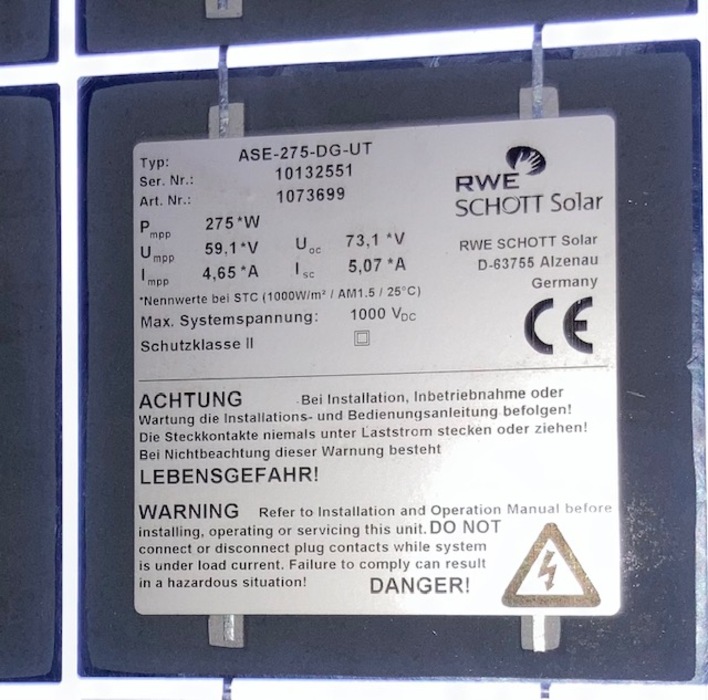 Typ: ASE-275-DG-UT
Ser. Nr.: 10132551
Art. Nr.: 1073699
RWE
SCHOTT Solar
Pmpp 275*W
Umpp 59,1*V Uoc 73,1 *V
Impp 4,65*A Isc 5,07 *A
RWE SCHOTT Solar
D-63755 Alzenau
Germany
*Nennwerte bei STC (1000W/m² / AM1.5 / 25°C)
Max. Systemspannung: 1000 VDC
Schutzklasse II
CE
ACHTUNG Bei Installation, Inbetriebnahme oder
Wartung die Installations- und Bedienungsanleitung befolgen!
Die Steckkontakte niemals unter Laststrom stecken oder ziehen!
Bei Nichtbeachtung dieser Warnung besteht
LEBENSGEFAHR!
WARNING Refer to Installation and Operation Manual before
installing, operating or servicing this unit. DO NOT
connect or disconnect plug contacts while system
is under load current. Failure to comply can result
in a hazardous situation! DANGER!